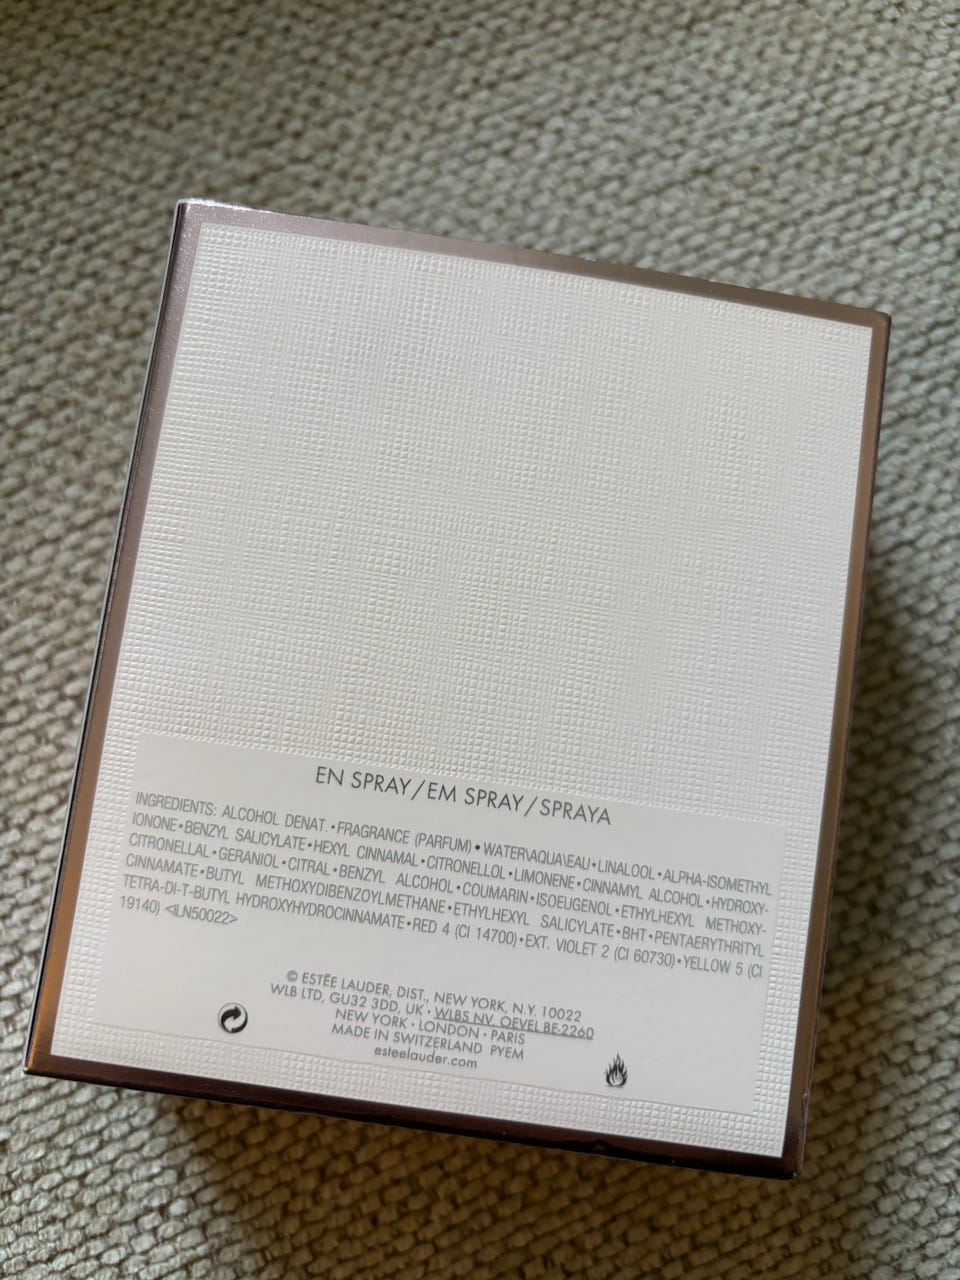 EN SPRAY/EM SPRAY/SPRAYA
INGREDIENTS: ALCOHOL DENAT.•FRAGRANCE (PARFUM)•WATER\AQUA\EAU•LINALOOL•ALPHA-ISOMETHYL
IONONE•BENZYL SALICYLATE•HEXYL CINNAMAL•CITRONELLOL•LIMONENE•CINNAMYL ALCOHOL•HYDROXY-
CITRONELLAL•GERANIOL•CITRAL•BENZYL ALCOHOL•COUMARIN•ISOEUGENOL•ETHYLHEXYL METHOXY-
CINNAMATE•BUTYL METHOXYDIBENZOYLMETHANE•ETHYLHEXYL SALICYLATE•BHT•PENTAERYTHRITYL
TETRA-DI-T-BUTYL HYDROXYHYDROCINNAMATE•RED 4 (CI 14700)•EXT. VIOLET 2 (CI 60730)•YELLOW 5 (CI
19140) <ILN50022>
© ESTÉE LAUDER, DIST., NEW YORK, N.Y. 10022
WLB LTD, GU32 3DD, UK · WLBS NV, OEVEL BE-2260
NEW YORK · LONDON · PARIS
MADE IN SWITZERLAND PYEM
esteelauder.com